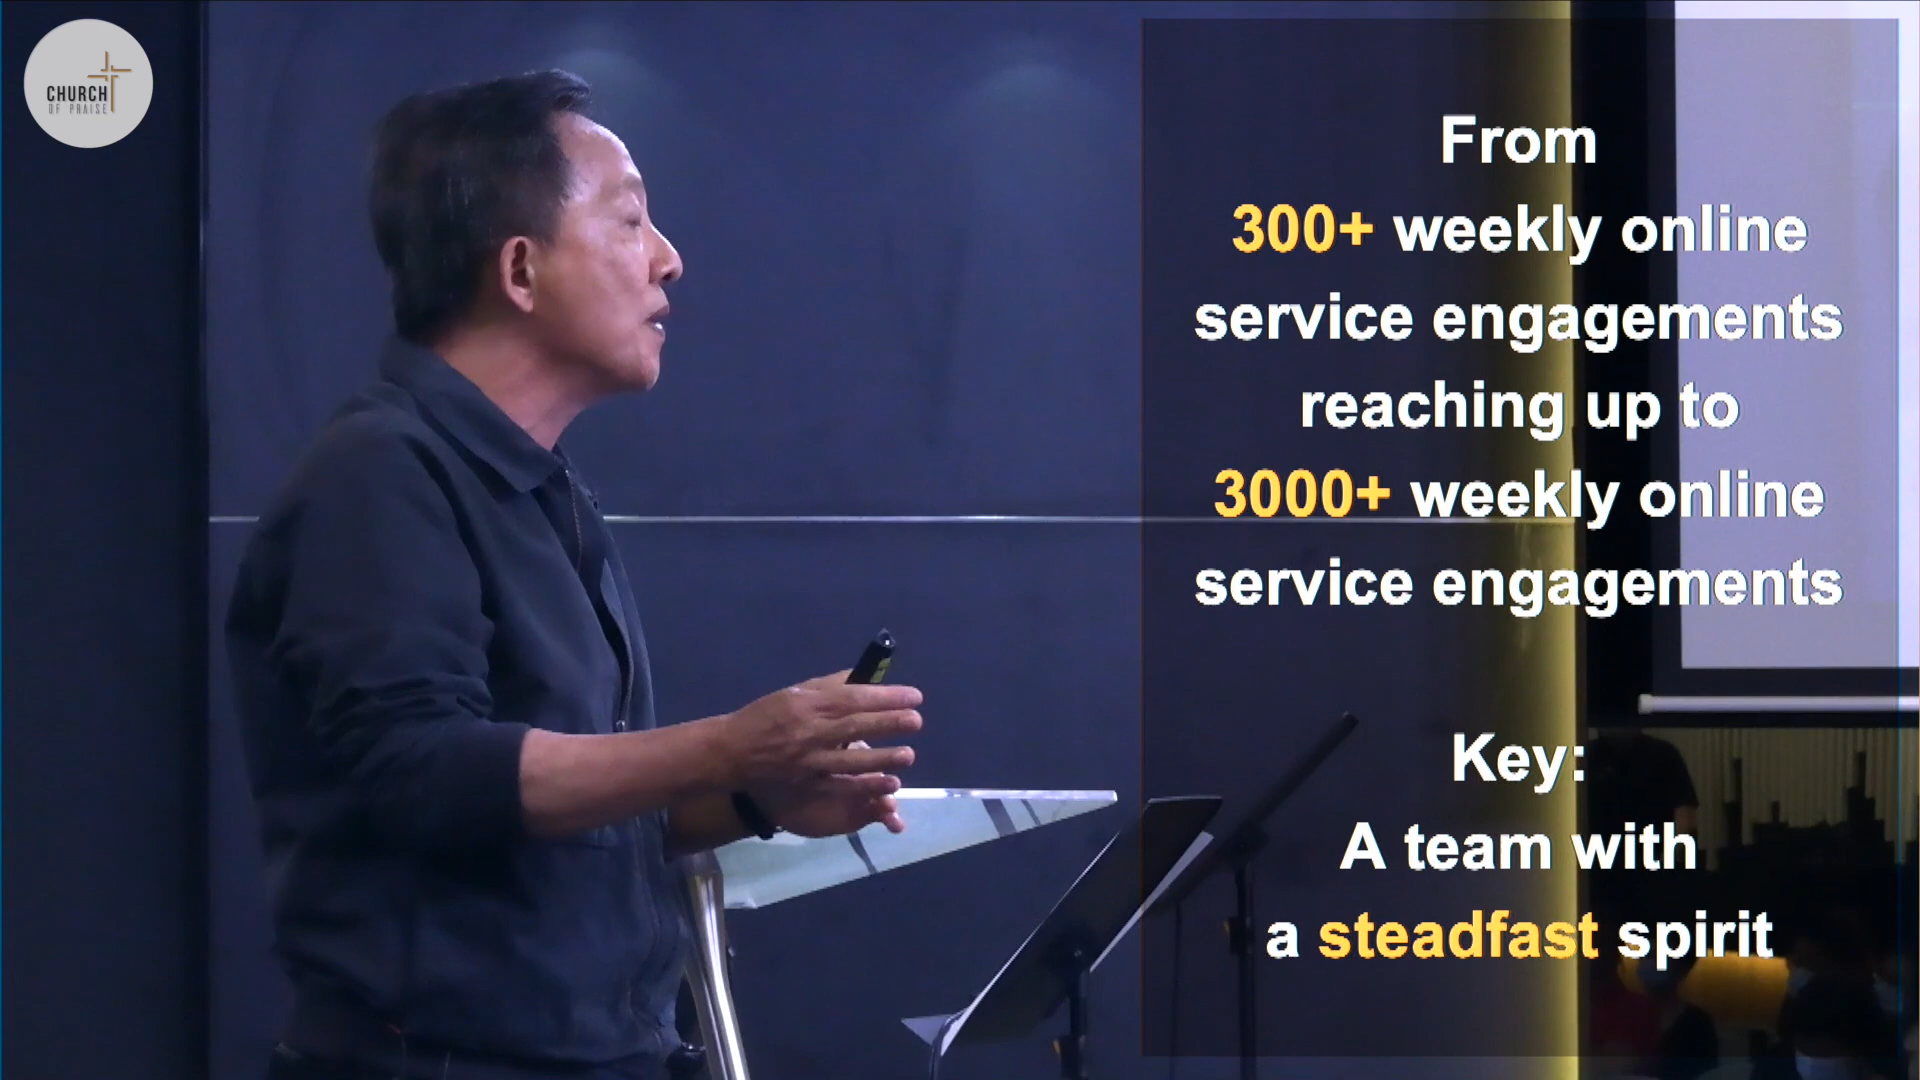 CHURCH
OF PRAISE
From
300+ weekly online
service engagements
reaching up to
3000+ weekly online
service engagements
Key:
A team with
a steadfast spirit